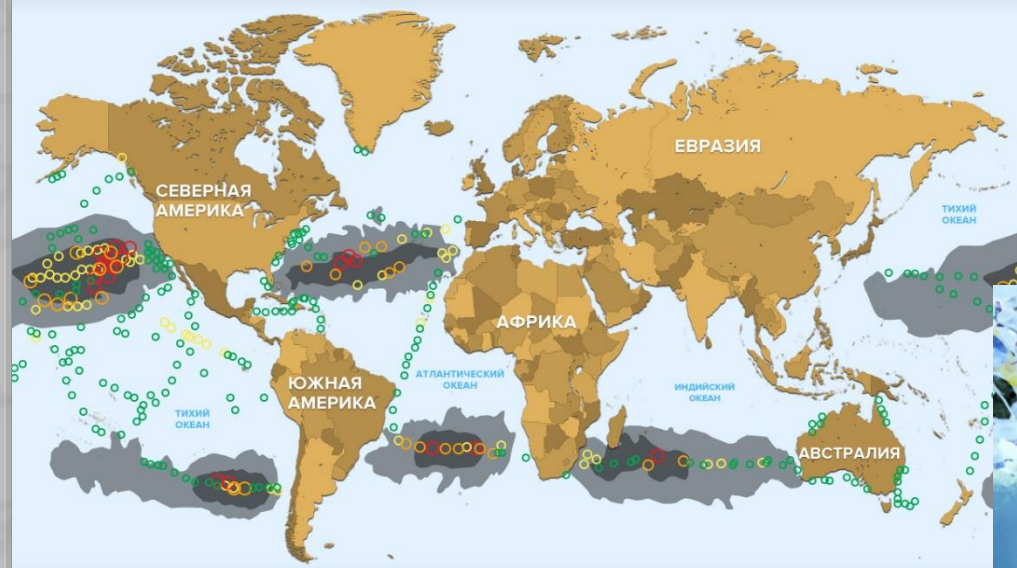 ЕВРАЗИЯ
СЕВЕРНАЯ
АМЕРИКА
ТИХИЙ
ОКЕАН
АФРИКА
АТЛАНТИЧЕСКИЙ
ОКЕАН
ЮЖНАЯ
АМЕРИКА
ИНДИЙСКИЙ
ОКЕАН
ТИХИЙ
ОКЕАН
АВСТРАЛИЯ